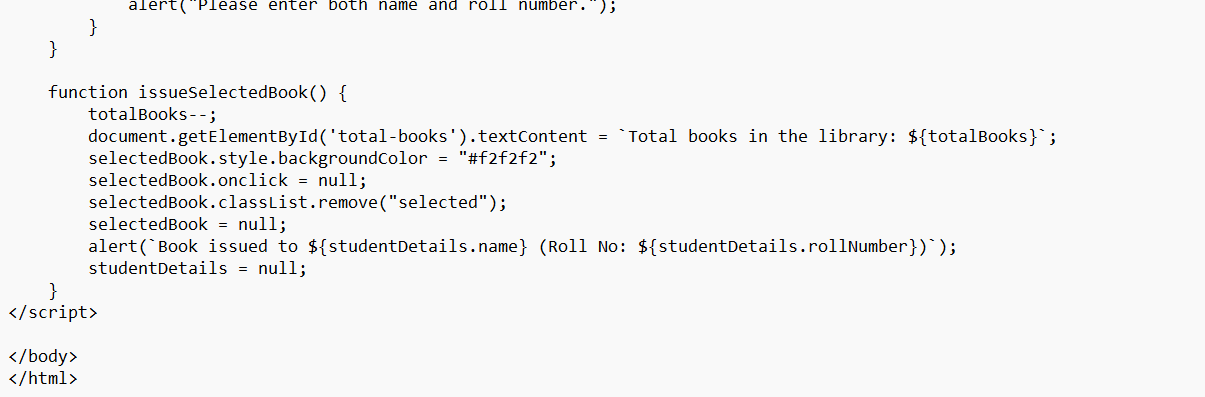 alert("Please enter both name and roll number.");
        }
    }

    function issueSelectedBook() {
        totalBooks--;
        document.getElementById('total-books').textContent = `Total books in the library: ${totalBooks}`;
        selectedBook.style.backgroundColor = "#f2f2f2";
        selectedBook.onclick = null;
        selectedBook.classList.remove("selected");
        selectedBook = null;
        alert(`Book issued to ${studentDetails.name} (Roll No: ${studentDetails.rollNumber})`);
        studentDetails = null;
    }
</script>

</body>
</html>